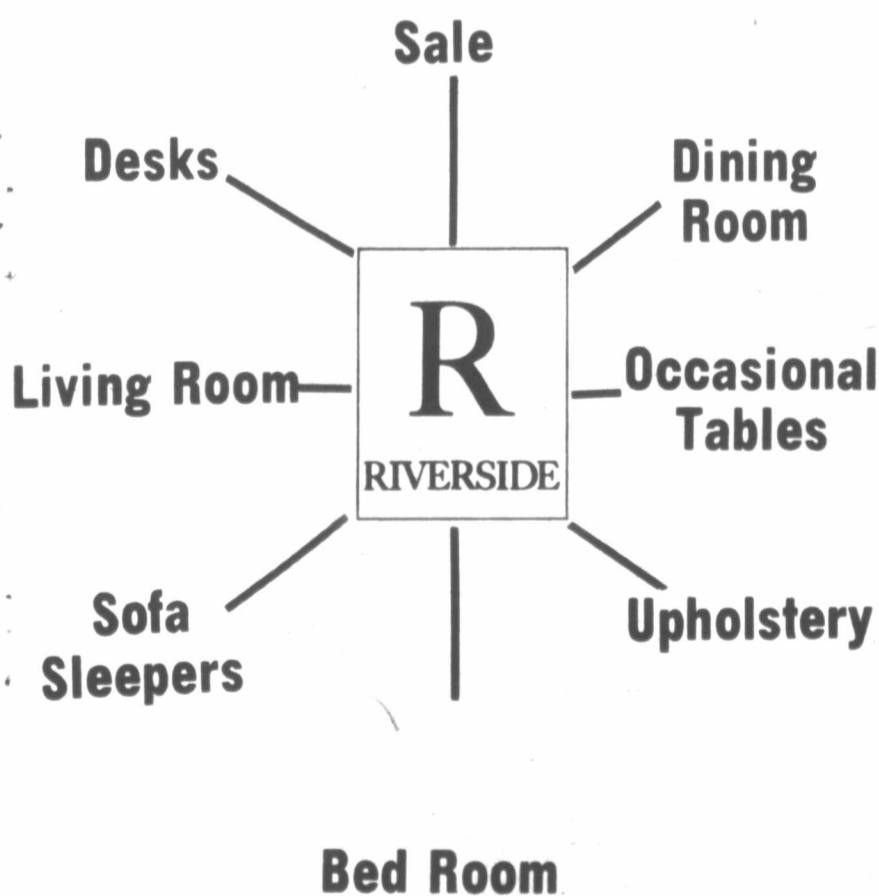 Sale
Desks
Dining
Room
R
RIVERSIDE
Living Room
Occasional
Tables
Sofa
Sleepers
Upholstery
Bed Room